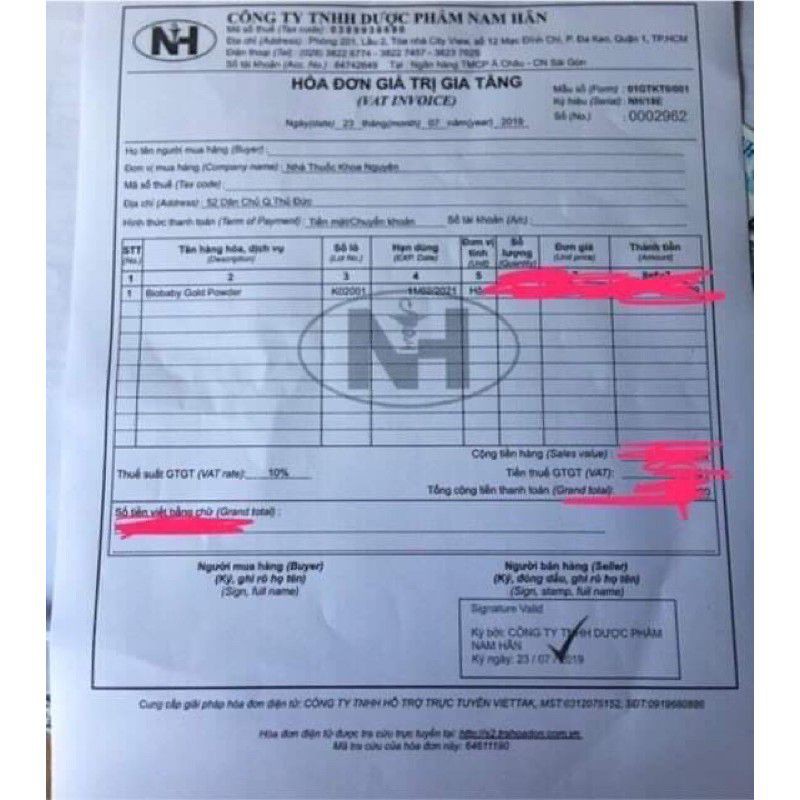 NH
CÔNG TY TNHH DƯỢC PHẨM NAM HÂN
Mã số thuế (Tax code)
Địa chỉ (Address) : Phòng 201, Lầu 2, Tòa nhà City View, số 12 Mạc Đĩnh Chi, P. Đa Kao, Quận 1, TP.HCM
Điện thoại (Tel) : (028) 3822 6774 - 3822 7457 - 3823 7625
Số tài khoản (Acc. No.) : 64742649 Tại : Ngân hàng TMCP Á Châu - CN Sài Gòn
HÓA ĐƠN GIÁ TRỊ GIA TĂNG
(VAT INVOICE)
Ngày(date) 23 tháng(month) 07 năm(year) 2019
Mẫu số (Form) : 01GTKT0/001
Ký hiệu (Serial) : NH/18E
Số (No.) : 0002962
Họ tên người mua hàng (Buyer) :
Đơn vị mua hàng (Company name) : Nhà Thuốc Khoa Nguyên
Mã số thuế (Tax code) :
Địa chỉ (Address) : 52 Dân Chủ Q.Thủ Đức
Hình thức thanh toán (Term of Payment) : Tiền mặt/Chuyển khoản Số tài khoản (A/c) :
STT (No.) Tên hàng hóa, dịch vụ (Description) Số lô (Lot No.) Hạn dùng (EXP. Date) Đơn vị tính (Unit) Số lượng (Quantity) Đơn giá (Unit price) Thành tiền (Amount)
1 2 3 4 5
1 Biobaby Gold Powder K02001 11/02/2021
NH
Cộng tiền hàng (Sales value) :
Thuế suất GTGT (VAT rate): 10% Tiền thuế GTGT (VAT):
Tổng cộng tiền thanh toán (Grand total):
Số tiền viết bằng chữ (Grand total) :
Người mua hàng (Buyer) Người bán hàng (Seller)
(Ký, ghi rõ họ tên) (Ký, đóng dấu, ghi rõ họ tên)
(Sign, full name) (Sign, stamp, full name)
Signature Valid
Ký bởi: CÔNG TY TNHH DƯỢC PHẨM
NAM HÂN
Ký ngày: 23 / 07 / 2019
Cung cấp giải pháp hóa đơn điện tử: CÔNG TY TNHH HỖ TRỢ TRỰC TUYẾN VIETTAK, MST:0312075152, SĐT:0919660886
Hóa đơn điện tử được tra cứu trực tuyến tại:
Mã tra cứu của hóa đơn này: 64611190